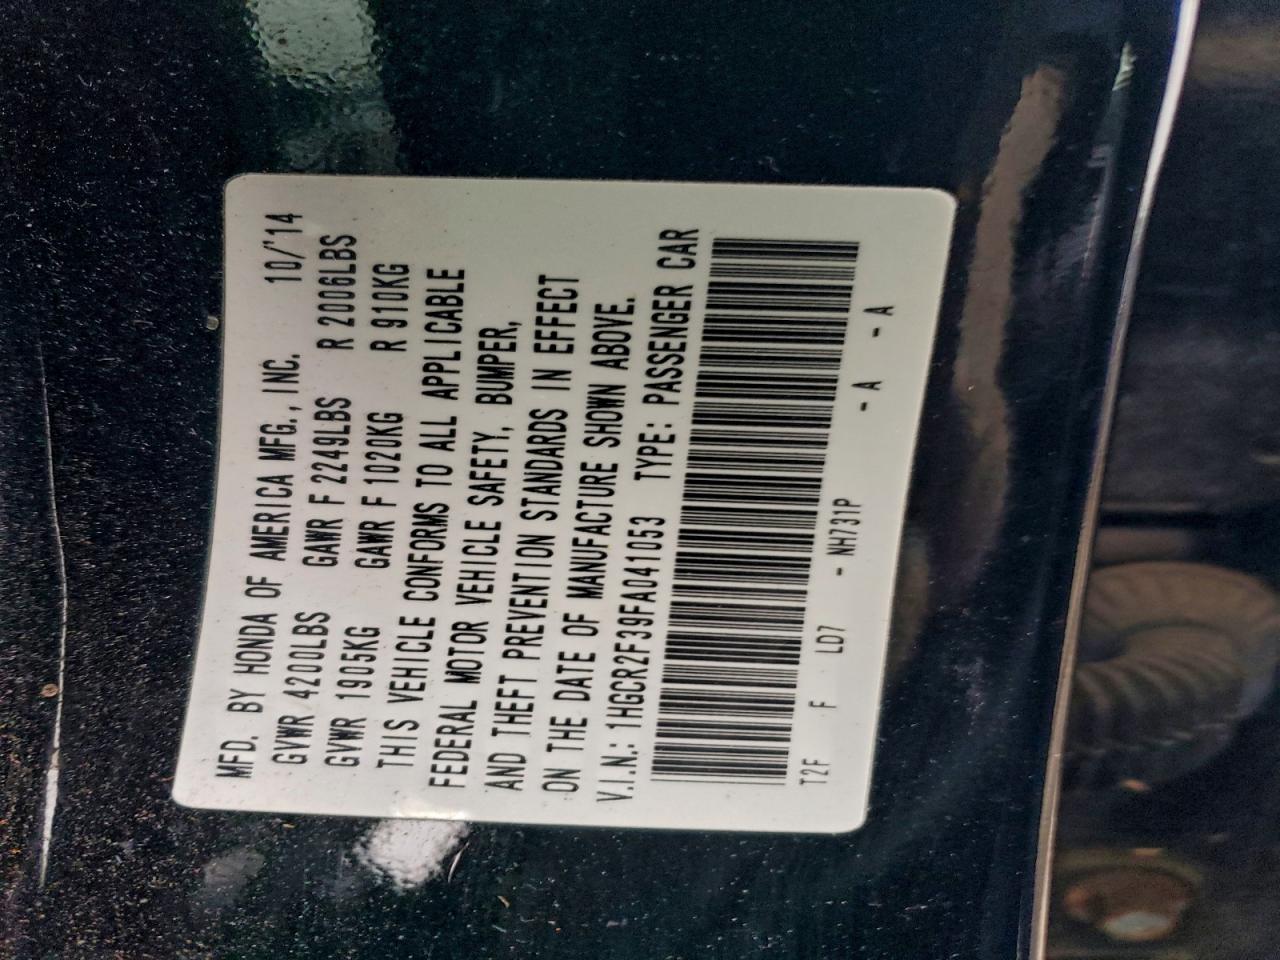 MFD. BY HONDA OF AMERICA MFG., INC. 10/'14
GVWR 4200LBS GAWR F 2249LBS R 2006LBS
GVWR 1905KG GAWR F 1020KG R 910KG
THIS VEHICLE CONFORMS TO ALL APPLICABLE
FEDERAL MOTOR VEHICLE SAFETY, BUMPER,
AND THEFT PREVENTION STANDARDS IN EFFECT
ON THE DATE OF MANUFACTURE SHOWN ABOVE.
V.I.N.: 1HGCR2F39FA041053 TYPE: PASSENGER CAR
T2F F LD7 - NH731P - A - A